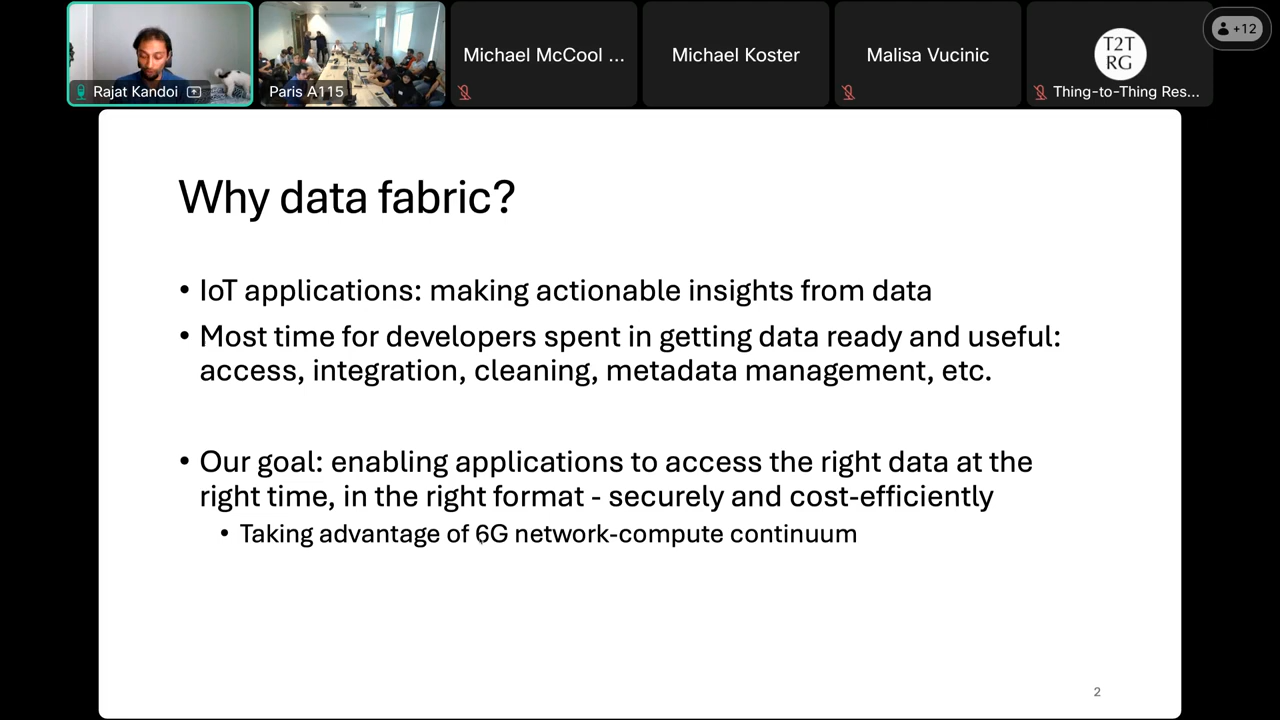 Rajat Kandoi
Paris A115
Michael McCool ...
Michael Koster
Malisa Vucinic
T2T
RG
Thing-to-Thing Res...
+12
Why data fabric?
• IoT applications: making actionable insights from data
• Most time for developers spent in getting data ready and useful:
access, integration, cleaning, metadata management, etc.
• Our goal: enabling applications to access the right data at the
right time, in the right format - securely and cost-efficiently
• Taking advantage of 6G network-compute continuum
2